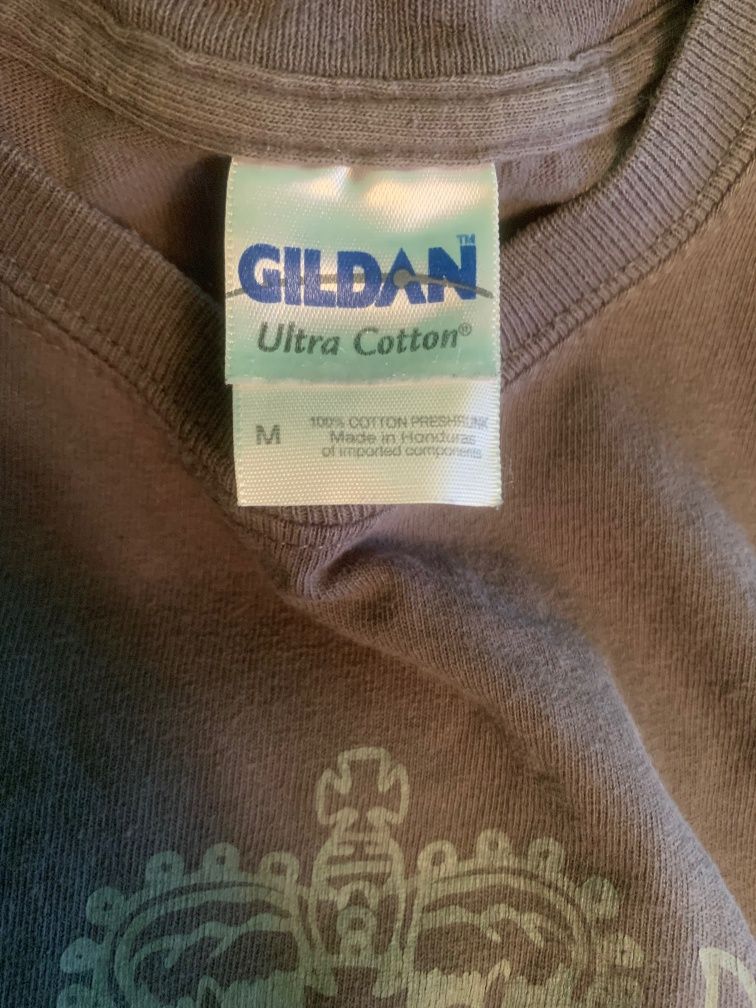 GILDAN™
Ultra Cotton®
M
100% COTTON PRESHRUNK
Made in Honduras
of imported components